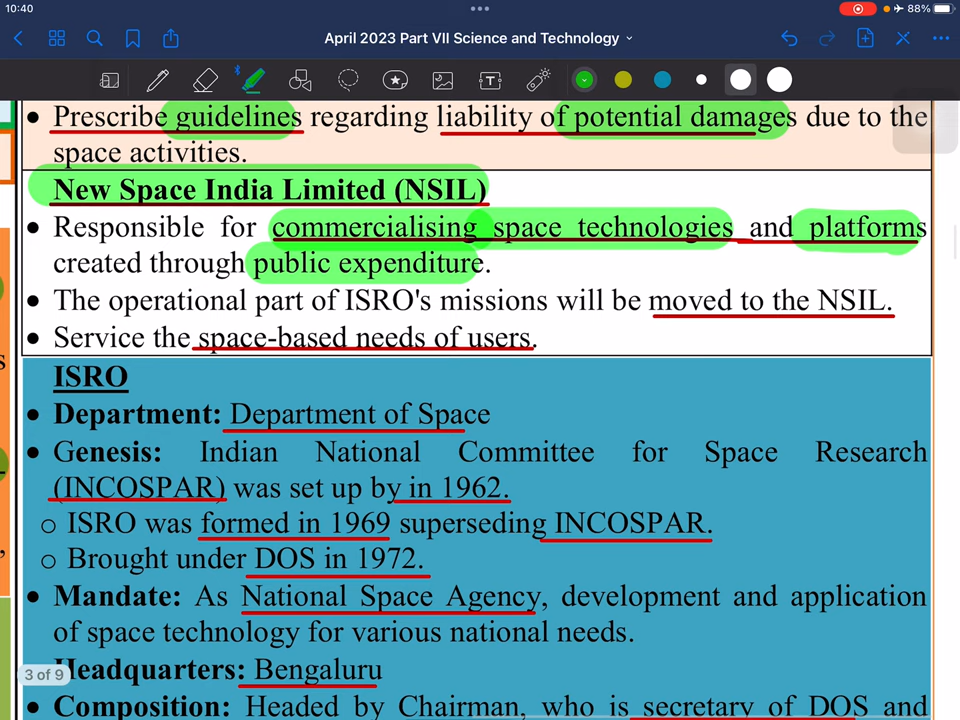 10:40
88%
April 2023 Part VII Science and Technology
• Prescribe guidelines regarding liability of potential damages due to the
space activities.
New Space India Limited (NSIL)
• Responsible for commercialising space technologies and platforms
created through public expenditure.
• The operational part of ISRO's missions will be moved to the NSIL.
• Service the space-based needs of users.
ISRO
• Department: Department of Space
• Genesis: Indian National Committee for Space Research
(INCOSPAR) was set up by in 1962.
o ISRO was formed in 1969 superseding INCOSPAR.
o Brought under DOS in 1972.
• Mandate: As National Space Agency, development and application
of space technology for various national needs.
3 of 9
Headquarters: Bengaluru
• Composition: Headed by Chairman, who is secretary of DOS and